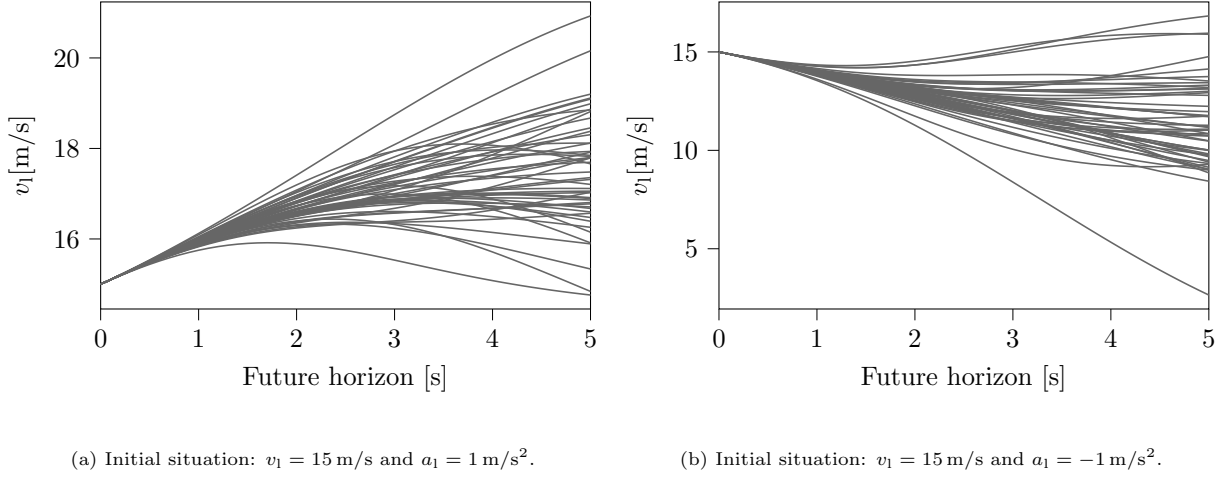 20
18
16
v_l[m/s]
0 1 2 3 4 5
Future horizon [s]
15
10
5
v_l[m/s]
0 1 2 3 4 5
Future horizon [s]
(a) Initial situation: v_l = 15 m/s and a_l = 1 m/s².
(b) Initial situation: v_l = 15 m/s and a_l = −1 m/s².